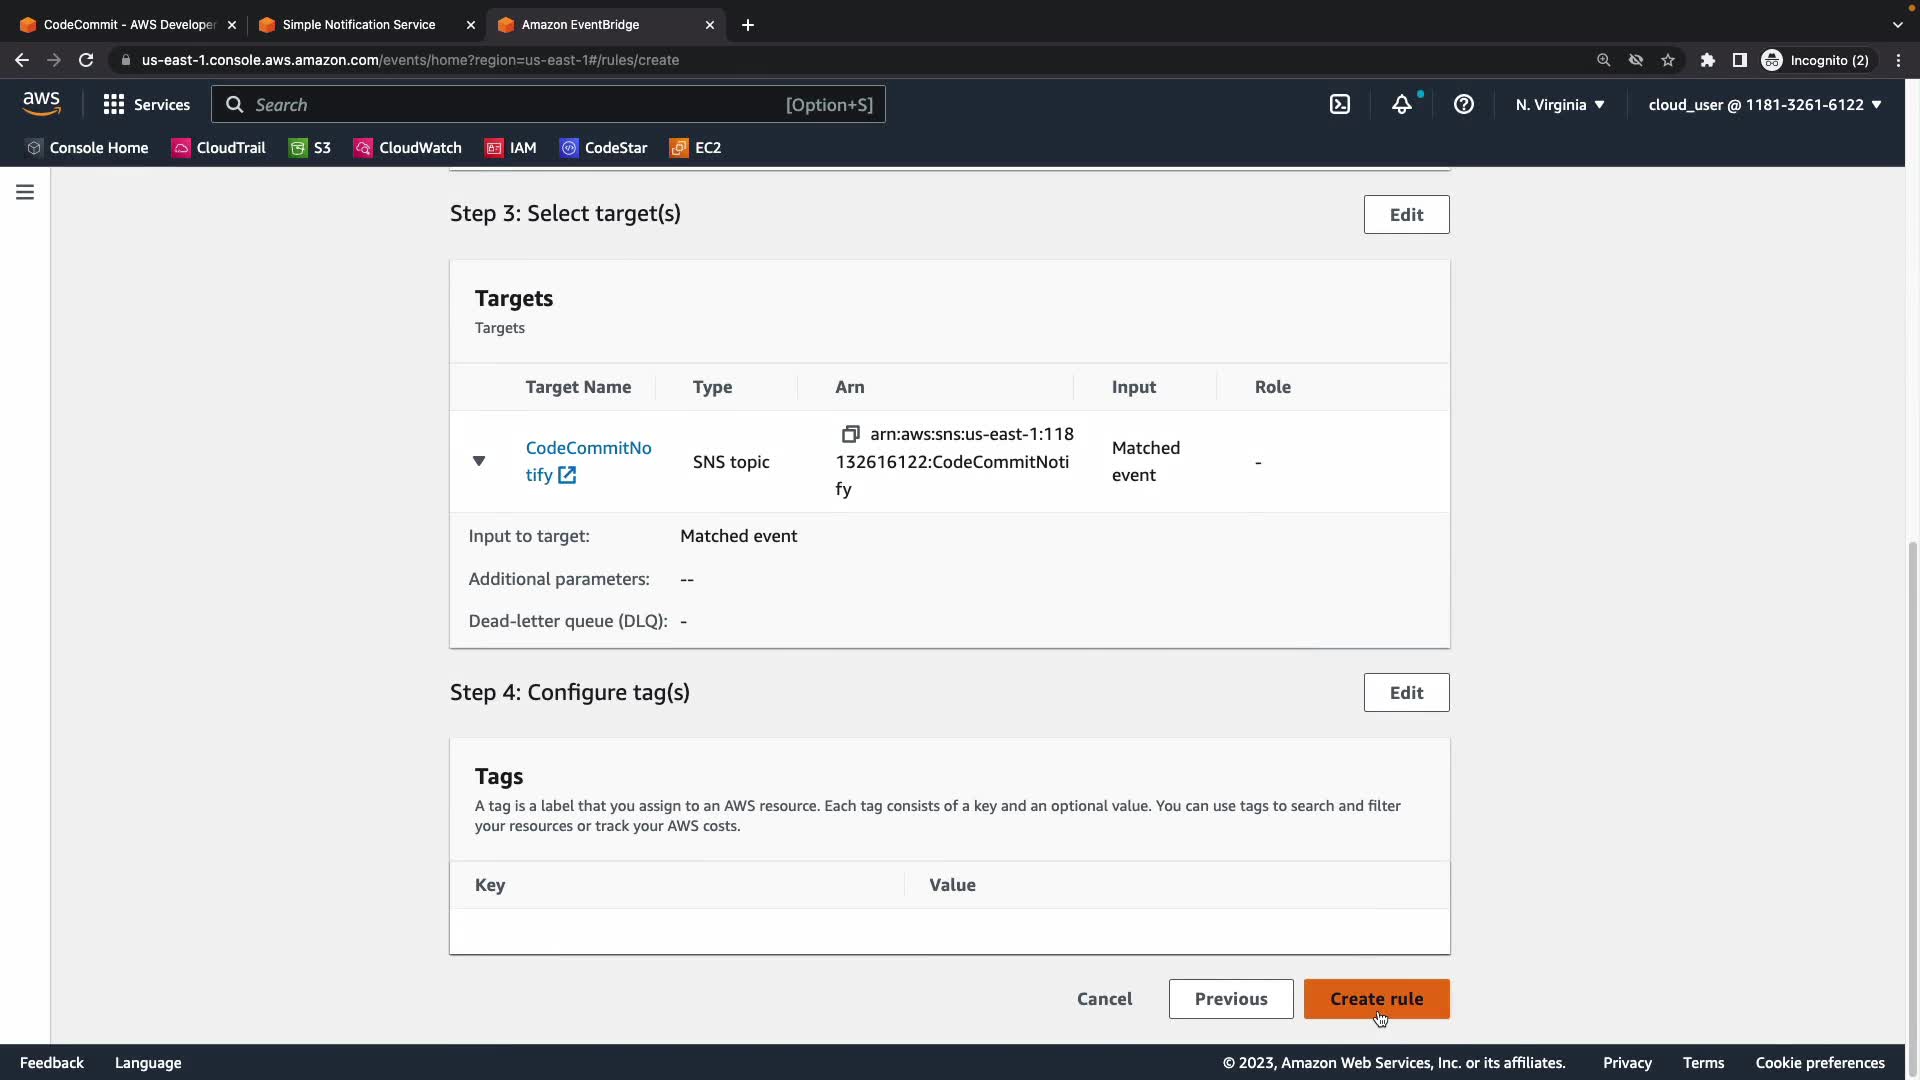 CodeCommit - AWS Developer
Simple Notification Service
Amazon EventBridge
us-east-1.console.aws.amazon.com/events/home?region=us-east-1#/rules/create
Incognito (2)
aws
Services
Search
[Option+S]
N. Virginia
cloud_user @ 1181-3261-6122
Console Home
CloudTrail
S3
CloudWatch
IAM
CodeStar
EC2
Step 3: Select target(s)
Edit
Targets
Targets
Target Name
Type
Arn
Input
Role
CodeCommitNo
tify
SNS topic
arn:aws:sns:us-east-1:118
132616122:CodeCommitNoti
fy
Matched
event
-
Input to target:
Matched event
Additional parameters:
--
Dead-letter queue (DLQ):
-
Step 4: Configure tag(s)
Edit
Tags
A tag is a label that you assign to an AWS resource. Each tag consists of a key and an optional value. You can use tags to search and filter
your resources or track your AWS costs.
Key
Value
Cancel
Previous
Create rule
Feedback
Language
© 2023, Amazon Web Services, Inc. or its affiliates.
Privacy
Terms
Cookie preferences